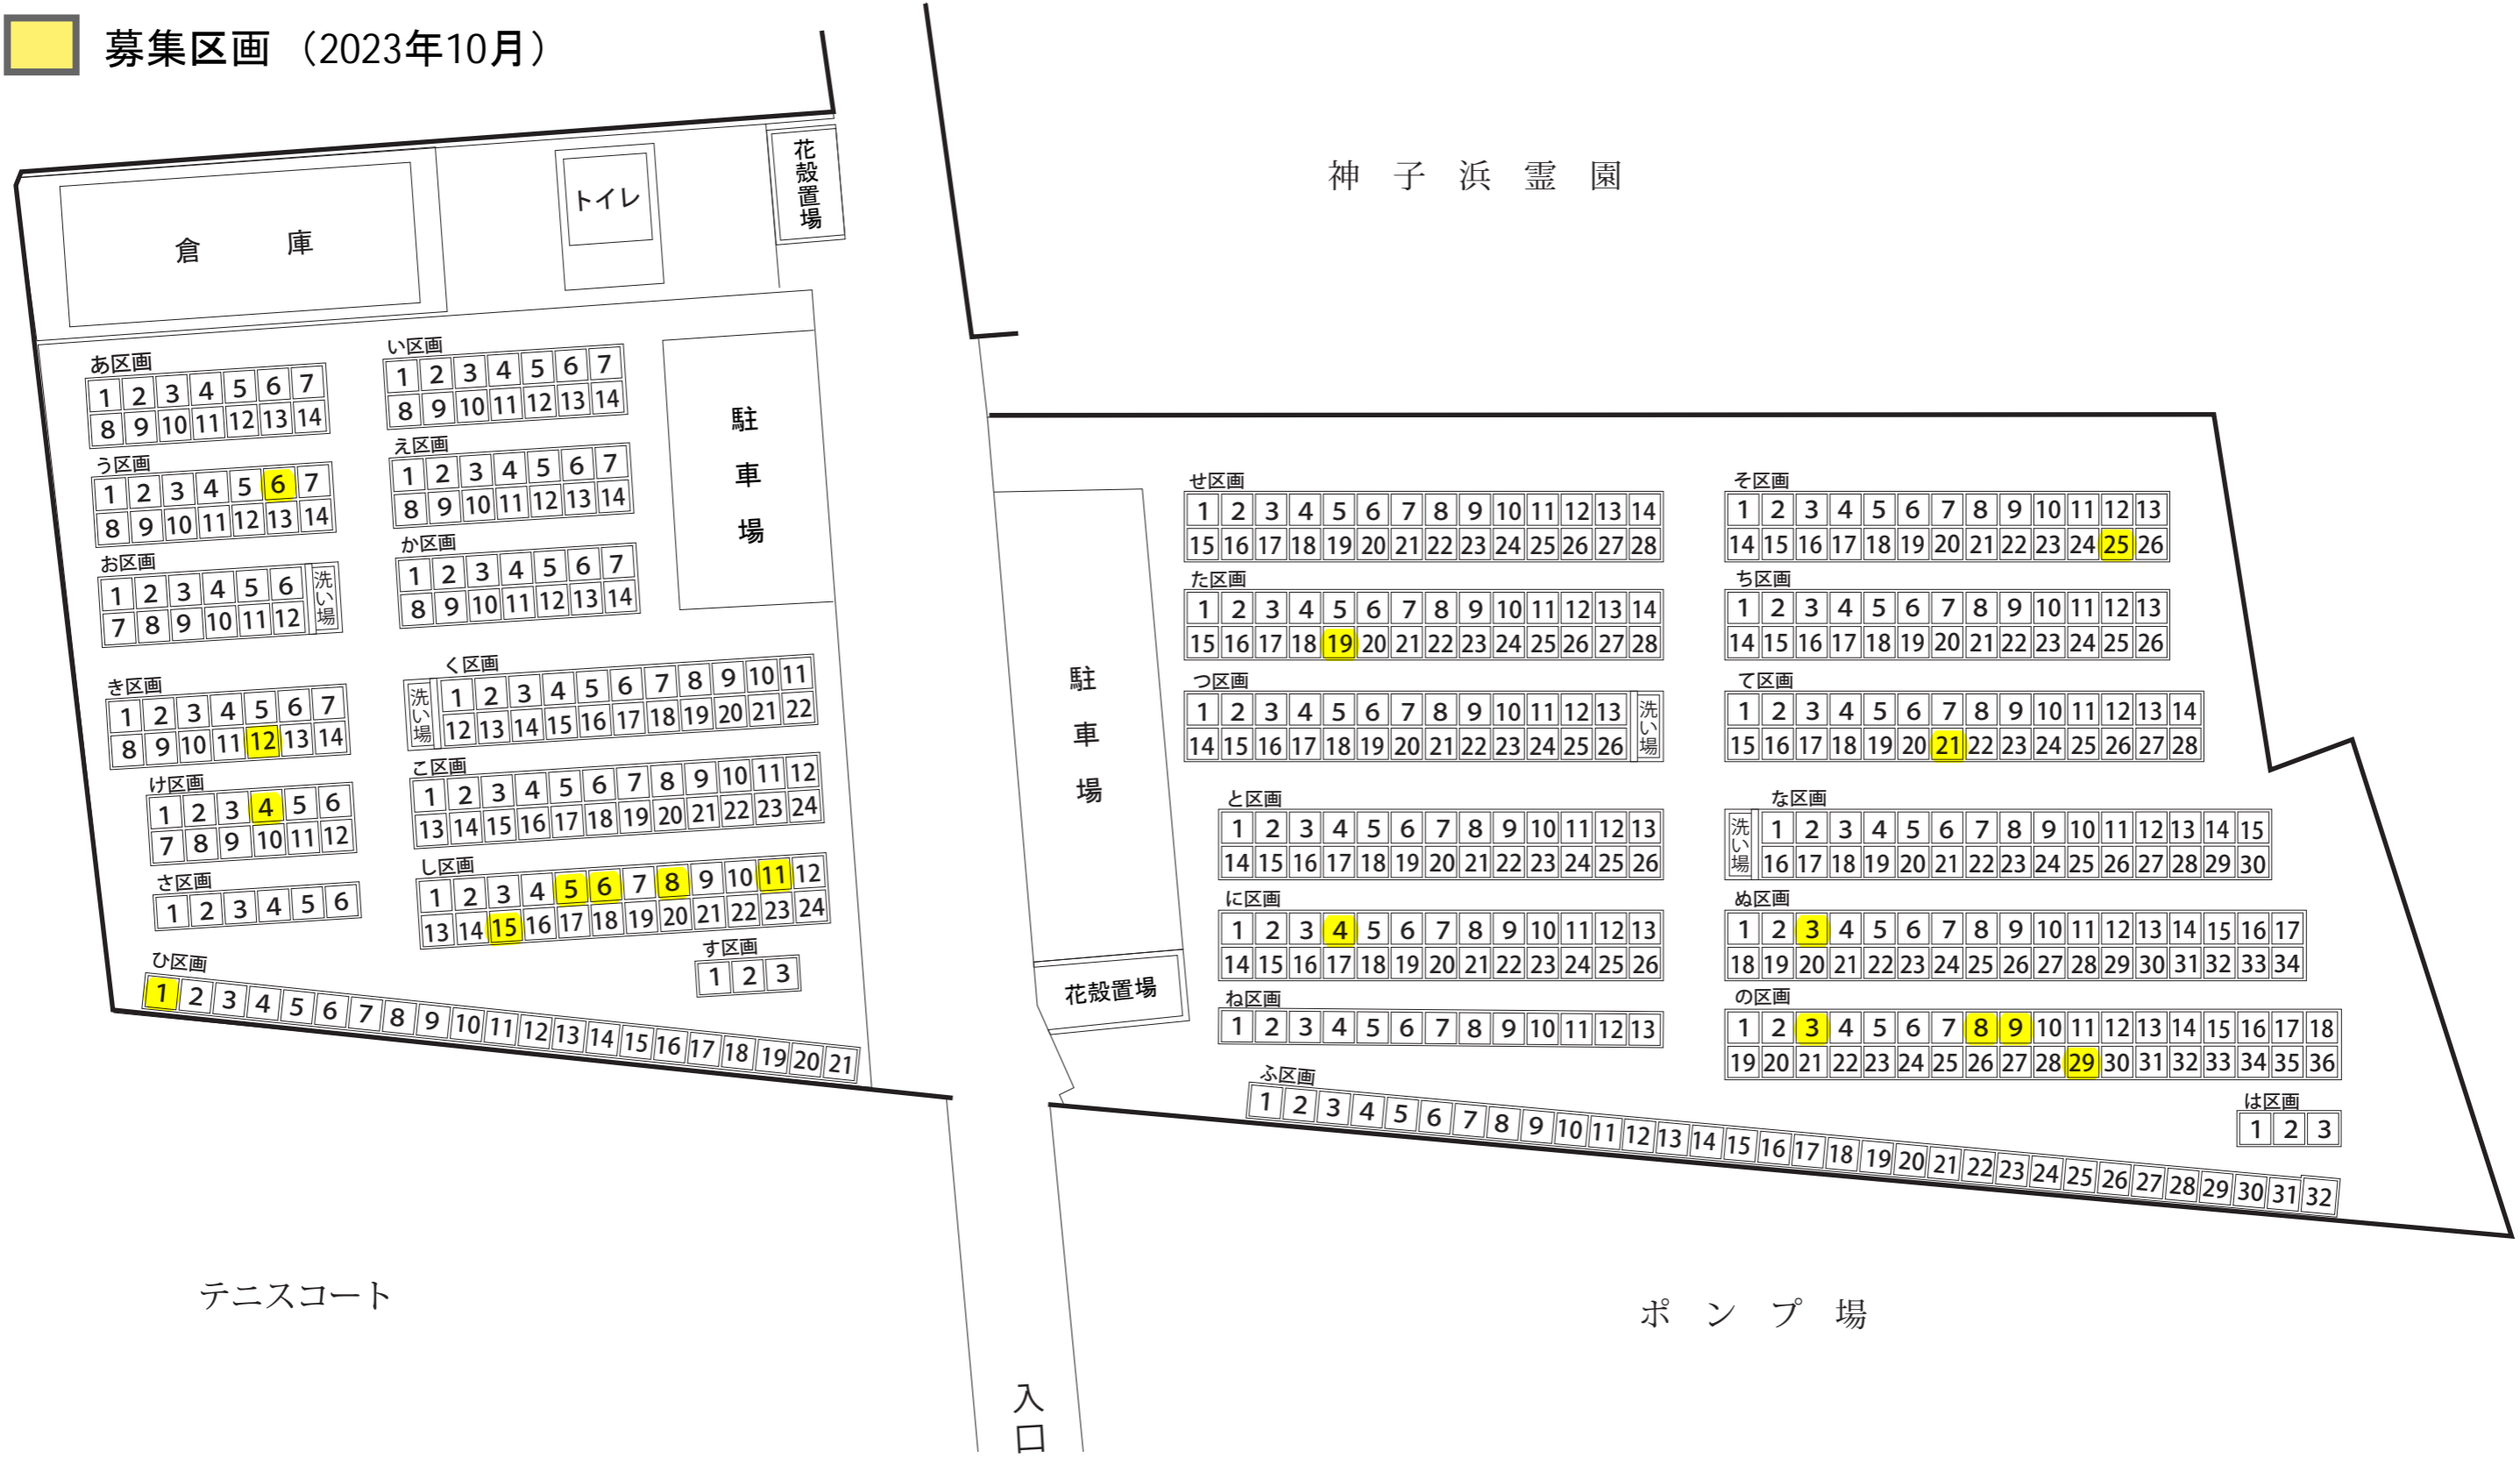 募集区画（2023年10月）
花殻置場
トイレ
倉庫
神子浜霊園
駐車場
あ区画
1 2 3 4 5 6 7
8 9 10 11 12 13 14
い区画
1 2 3 4 5 6 7
8 9 10 11 12 13 14
う区画
1 2 3 4 5 6 7
8 9 10 11 12 13 14
え区画
1 2 3 4 5 6 7
8 9 10 11 12 13 14
お区画
1 2 3 4 5 6
7 8 9 10 11 12
洗い場
か区画
1 2 3 4 5 6 7
8 9 10 11 12 13 14
き区画
1 2 3 4 5 6 7
8 9 10 11 12 13 14
く区画
洗い場
1 2 3 4 5 6 7 8 9 10 11
12 13 14 15 16 17 18 19 20 21 22
け区画
1 2 3 4 5 6
7 8 9 10 11 12
こ区画
1 2 3 4 5 6 7 8 9 10 11 12
13 14 15 16 17 18 19 20 21 22 23 24
さ区画
1 2 3 4 5 6
し区画
1 2 3 4 5 6 7 8 9 10 11 12
13 14 15 16 17 18 19 20 21 22 23 24
す区画
1 2 3
ひ区画
1 2 3 4 5 6 7 8 9 10 11 12 13 14 15 16 17 18 19 20 21
駐車場
花殻置場
せ区画
1 2 3 4 5 6 7 8 9 10 11 12 13 14
15 16 17 18 19 20 21 22 23 24 25 26 27 28
そ区画
1 2 3 4 5 6 7 8 9 10 11 12 13
14 15 16 17 18 19 20 21 22 23 24 25 26
た区画
1 2 3 4 5 6 7 8 9 10 11 12 13 14
15 16 17 18 19 20 21 22 23 24 25 26 27 28
ち区画
1 2 3 4 5 6 7 8 9 10 11 12 13
14 15 16 17 18 19 20 21 22 23 24 25 26
つ区画
1 2 3 4 5 6 7 8 9 10 11 12 13
14 15 16 17 18 19 20 21 22 23 24 25 26
洗い場
て区画
1 2 3 4 5 6 7 8 9 10 11 12 13 14
15 16 17 18 19 20 21 22 23 24 25 26 27 28
と区画
1 2 3 4 5 6 7 8 9 10 11 12 13
14 15 16 17 18 19 20 21 22 23 24 25 26
な区画
洗い場
1 2 3 4 5 6 7 8 9 10 11 12 13 14 15
16 17 18 19 20 21 22 23 24 25 26 27 28 29 30
に区画
1 2 3 4 5 6 7 8 9 10 11 12 13
14 15 16 17 18 19 20 21 22 23 24 25 26
ぬ区画
1 2 3 4 5 6 7 8 9 10 11 12 13 14 15 16 17
18 19 20 21 22 23 24 25 26 27 28 29 30 31 32 33 34
ね区画
1 2 3 4 5 6 7 8 9 10 11 12 13
の区画
1 2 3 4 5 6 7 8 9 10 11 12 13 14 15 16 17 18
19 20 21 22 23 24 25 26 27 28 29 30 31 32 33 34 35 36
は区画
1 2 3
ふ区画
1 2 3 4 5 6 7 8 9 10 11 12 13 14 15 16 17 18 19 20 21 22 23 24 25 26 27 28 29 30 31 32
テニスコート
ポンプ場
入口